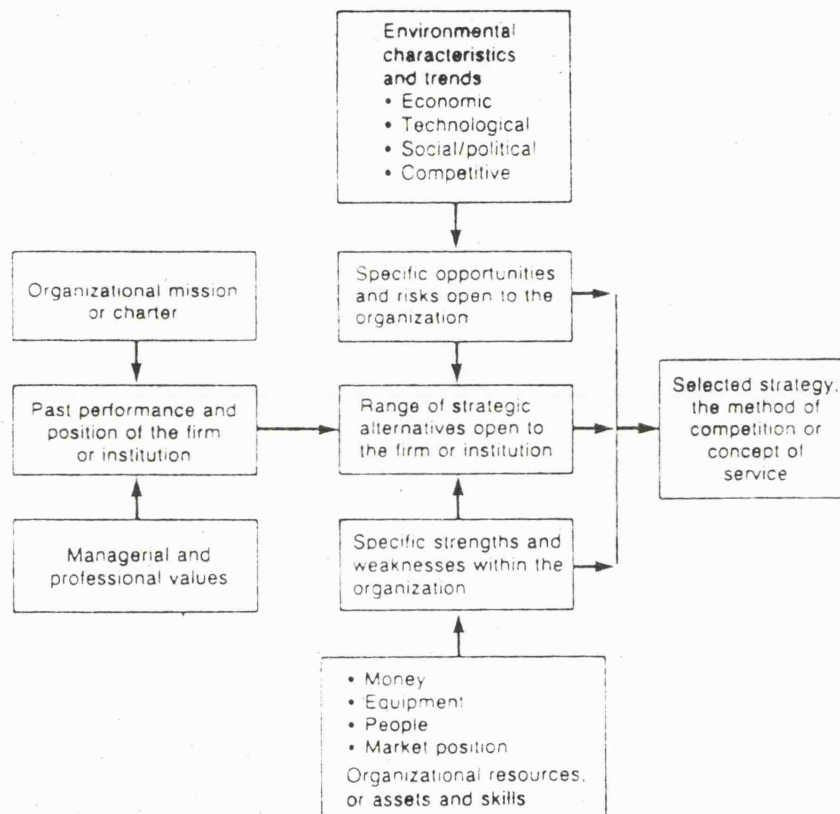 Environmental
characteristics
and trends
• Economic
• Technological
• Social/political
• Competitive
Organizational mission
or charter
Specific opportunities
and risks open to the
organization
Past performance and
position of the firm
or institution
Range of strategic
alternatives open to
the firm or institution
Selected strategy,
the method of
competition or
concept of
service
Managerial and
professional values
Specific strengths and
weaknesses within the
organization
• Money
• Equipment
• People
• Market position
Organizational resources,
or assets and skills